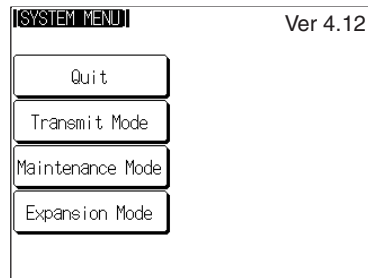 [SYSTEM MENU]
Ver 4.12
Quit
Transmit Mode
Maintenance Mode
Expansion Mode